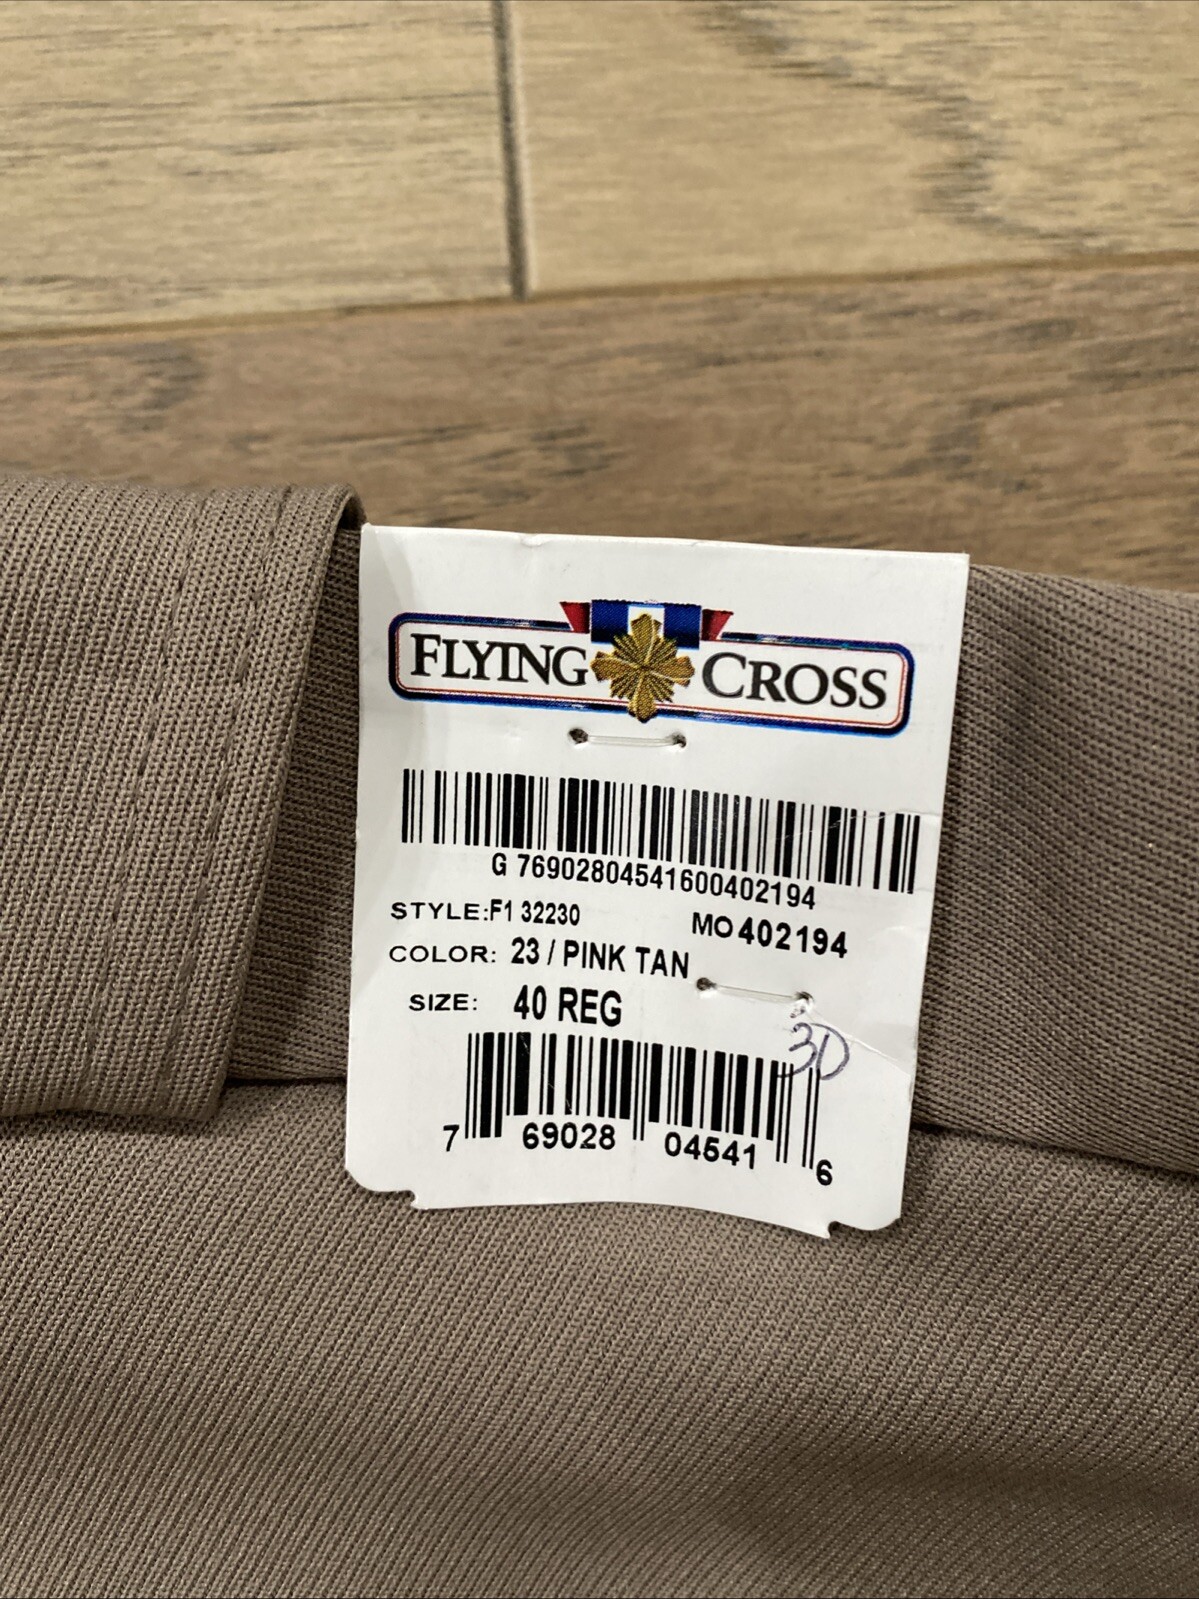 FLYING CROSS
G 76902804541600402194
STYLE:F1 32230
MO 402194
COLOR: 23 / PINK TAN
SIZE: 40 REG
3D
7 69028 04541 6